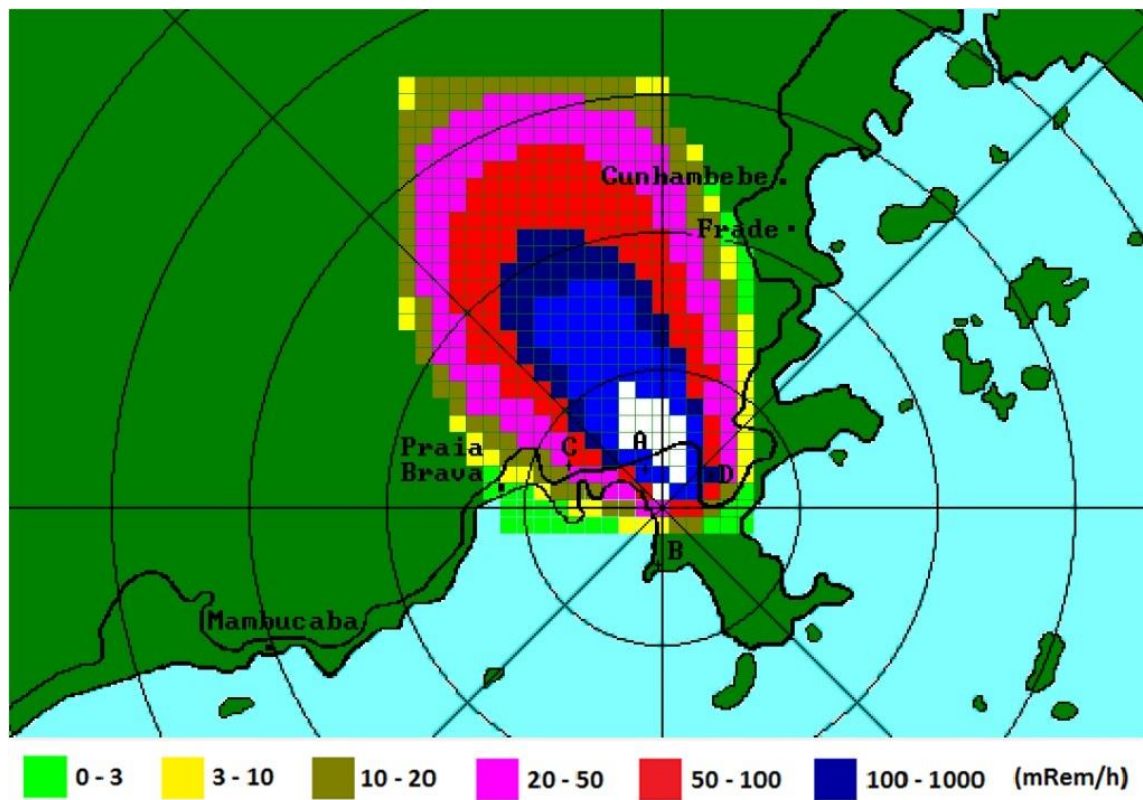 Cunhambebe
Frade
Praia
Brava
C
A
D
B
Mambucaba
0 - 3
3 - 10
10 - 20
20 - 50
50 - 100
100 - 1000
(mRem/h)